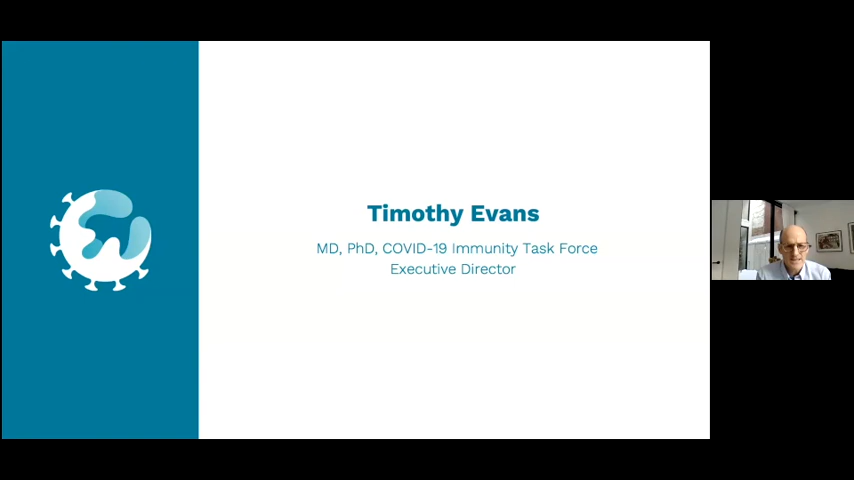 Timothy Evans
MD, PhD, COVID-19 Immunity Task Force
Executive Director